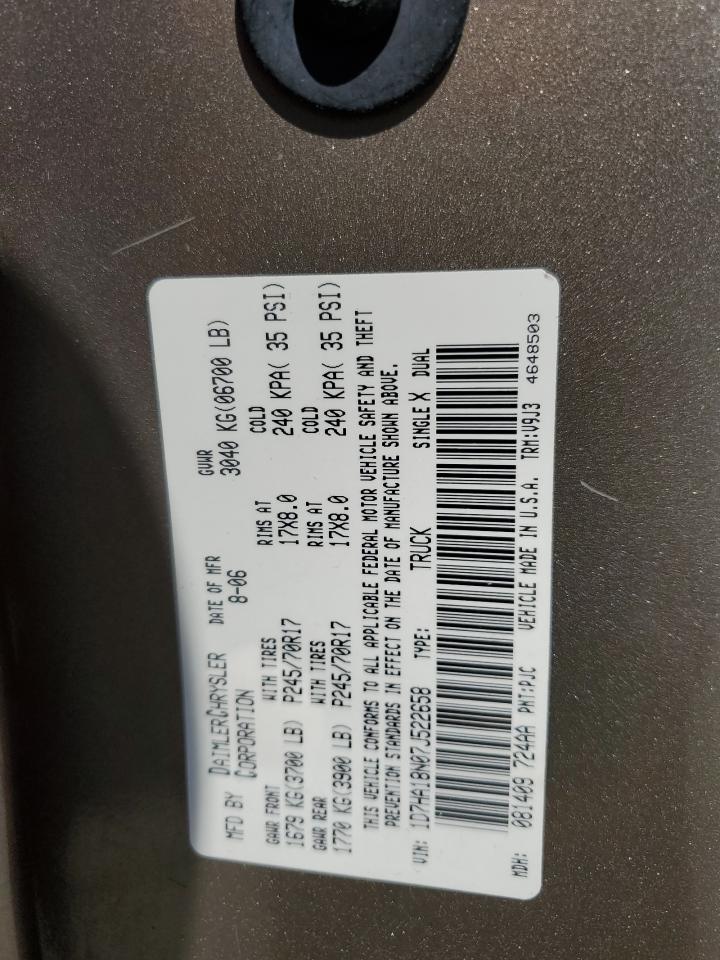 MFD BY DAIMLERCHRYSLER CORPORATION DATE OF MFR 8-06 GVWR 3040 KG(06700 LB)
GAWR FRONT WITH TIRES RIMS AT COLD
1679 KG(3700 LB) P245/70R17 17X8.0 240 KPA( 35 PSI)
GAWR REAR WITH TIRES RIMS AT COLD
1770 KG(3900 LB) P245/70R17 17X8.0 240 KPA( 35 PSI)
THIS VEHICLE CONFORMS TO ALL APPLICABLE FEDERAL MOTOR VEHICLE SAFETY AND THEFT
PREVENTION STANDARDS IN EFFECT ON THE DATE OF MANUFACTURE SHOWN ABOVE.
VIN: 1D7HA18N07J522658 TYPE: TRUCK SINGLE X DUAL
MDH: 081409 724AA PNT:PJC VEHICLE MADE IN U.S.A. TRM:V9J3 4648503